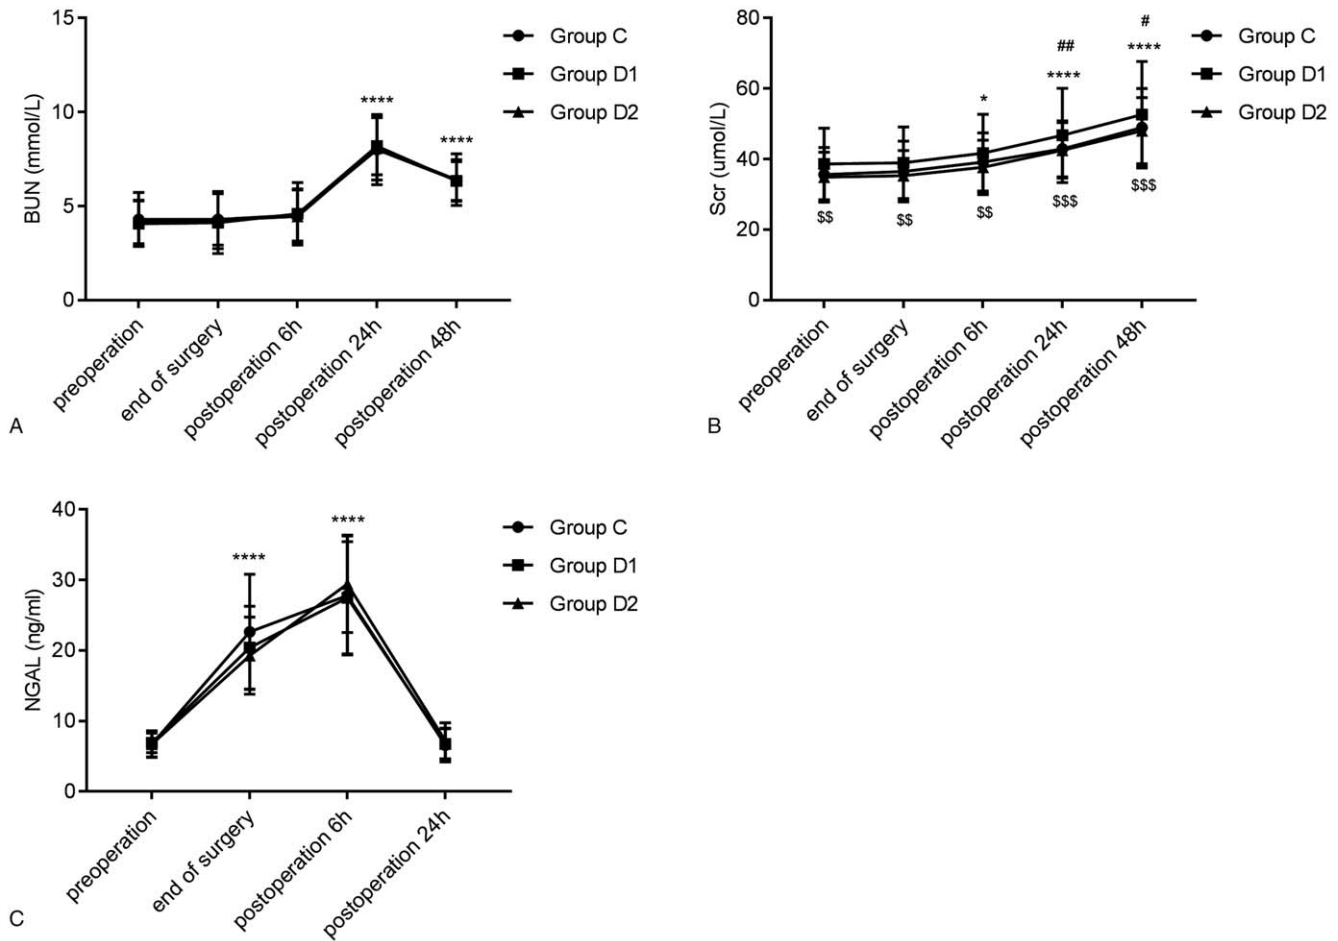 15
10
5
0
BUN (mmol/L)
****
****
Group C
Group D1
Group D2
preoperation
end of surgery
postoperation 6h
postoperation 24h
postoperation 48h
A
80
60
40
20
0
Scr (umol/L)
#
##
****
****
*
$$
$$
$$
$$$
$$$
Group C
Group D1
Group D2
preoperation
end of surgery
postoperation 6h
postoperation 24h
postoperation 48h
B
40
30
20
10
0
NGAL (ng/ml)
****
****
Group C
Group D1
Group D2
preoperation
end of surgery
postoperation 6h
postoperation 24h
C